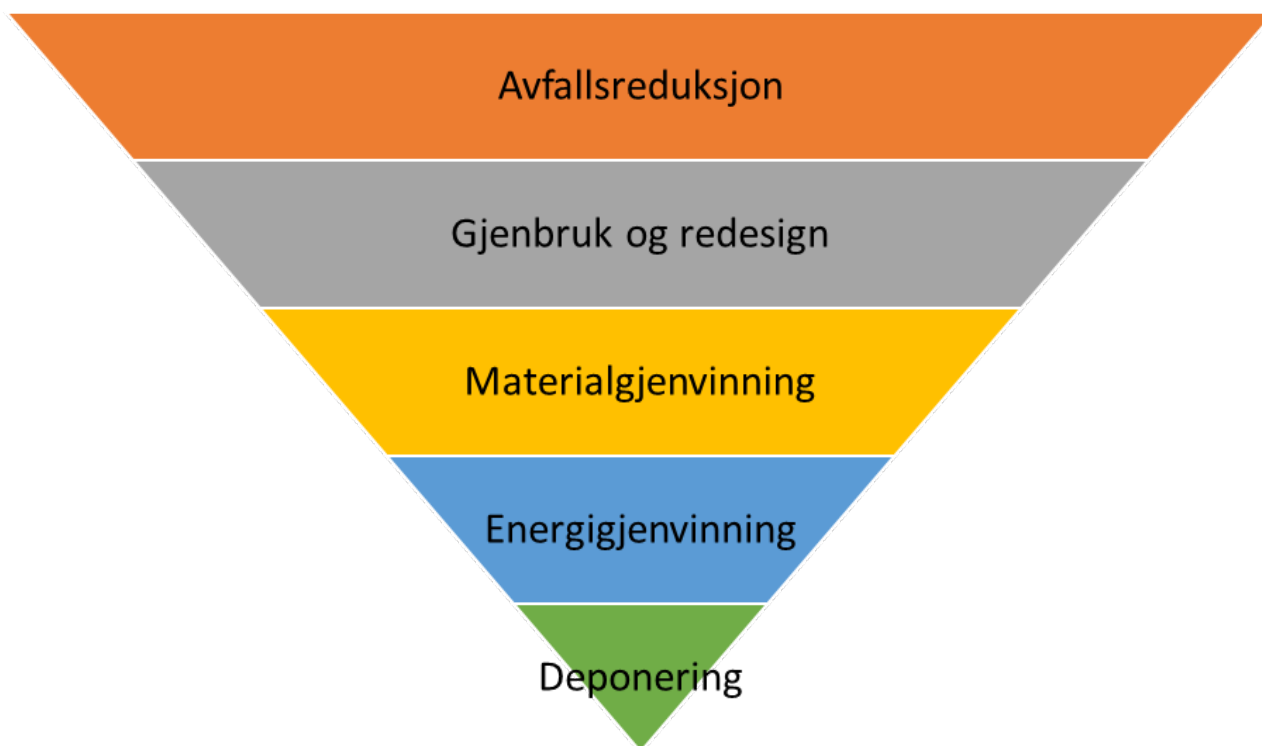 Avfallsreduksjon
Gjenbruk og redesign
Materialgjenvinning
Energigjenvinning
Deponering